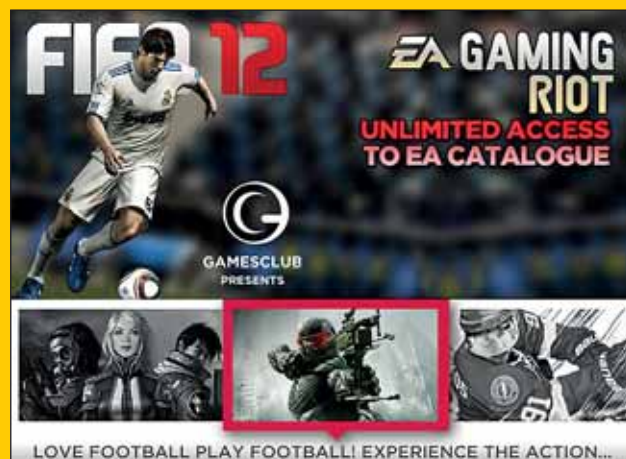 FIFA 12
EA GAMING
RIOT
UNLIMITED ACCESS
TO EA CATALOGUE
GAMESCLUB
PRESENTS
91
LOVE FOOTBALL PLAY FOOTBALL! EXPERIENCE THE ACTION...